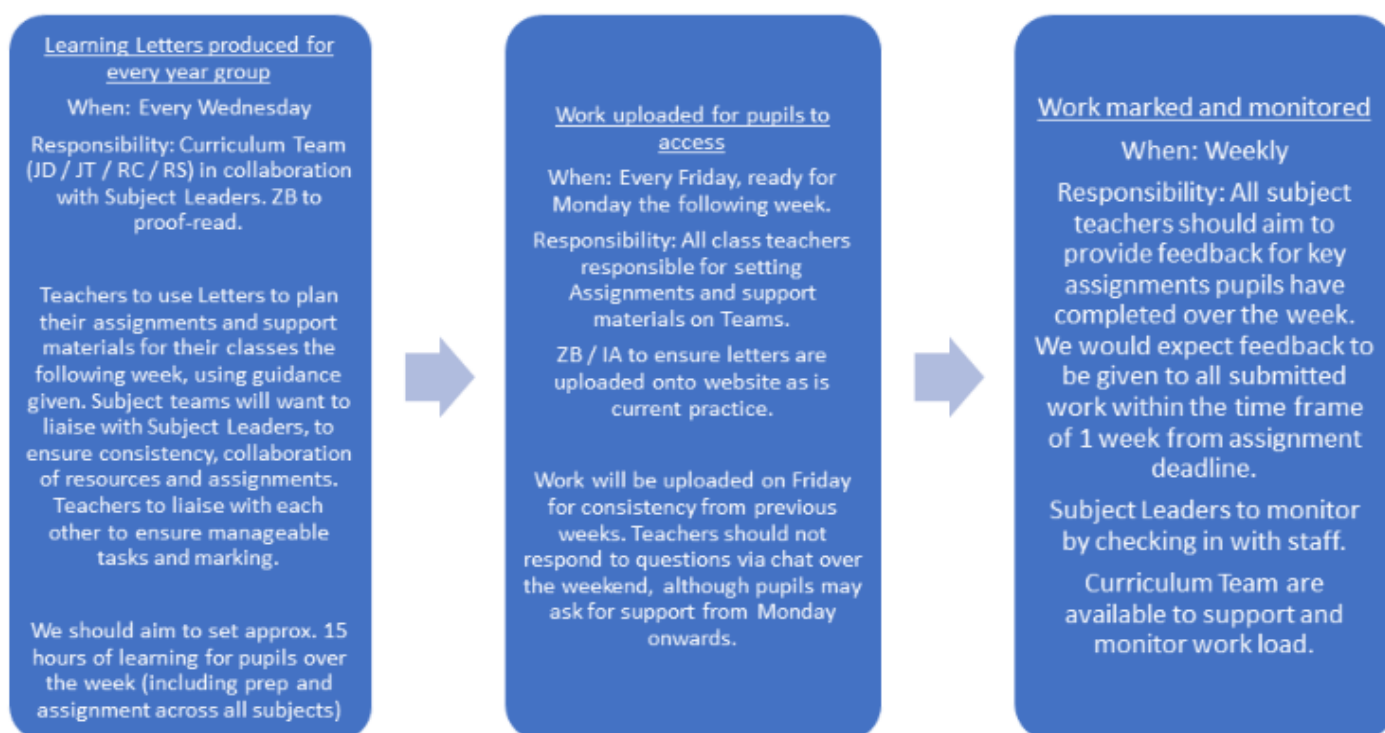 Learning Letters produced for
every year group
When: Every Wednesday
Responsibility: Curriculum Team
(JD / JT / RC / RS) in collaboration
with Subject Leaders. ZB to
proof-read.
Teachers to use Letters to plan
their assignments and support
materials for their classes the
following week, using guidance
given. Subject teams will want to
liaise with Subject Leaders, to
ensure consistency, collaboration
of resources and assignments.
Teachers to liaise with each
other to ensure manageable
tasks and marking.
We should aim to set approx. 15
hours of learning for pupils over
the week (including prep and
assignment across all subjects)
Work uploaded for pupils to
access
When: Every Friday, ready for
Monday the following week.
Responsibility: All class teachers
responsible for setting
Assignments and support
materials on Teams.
ZB / IA to ensure letters are
uploaded onto website as is
current practice.
Work will be uploaded on Friday
for consistency from previous
weeks. Teachers should not
respond to questions via chat over
the weekend, although pupils may
ask for support from Monday
onwards.
Work marked and monitored
When: Weekly
Responsibility: All subject
teachers should aim to
provide feedback for key
assignments pupils have
completed over the week.
We would expect feedback to
be given to all submitted
work within the time frame
of 1 week from assignment
deadline.
Subject Leaders to monitor
by checking in with staff.
Curriculum Team are
available to support and
monitor work load.